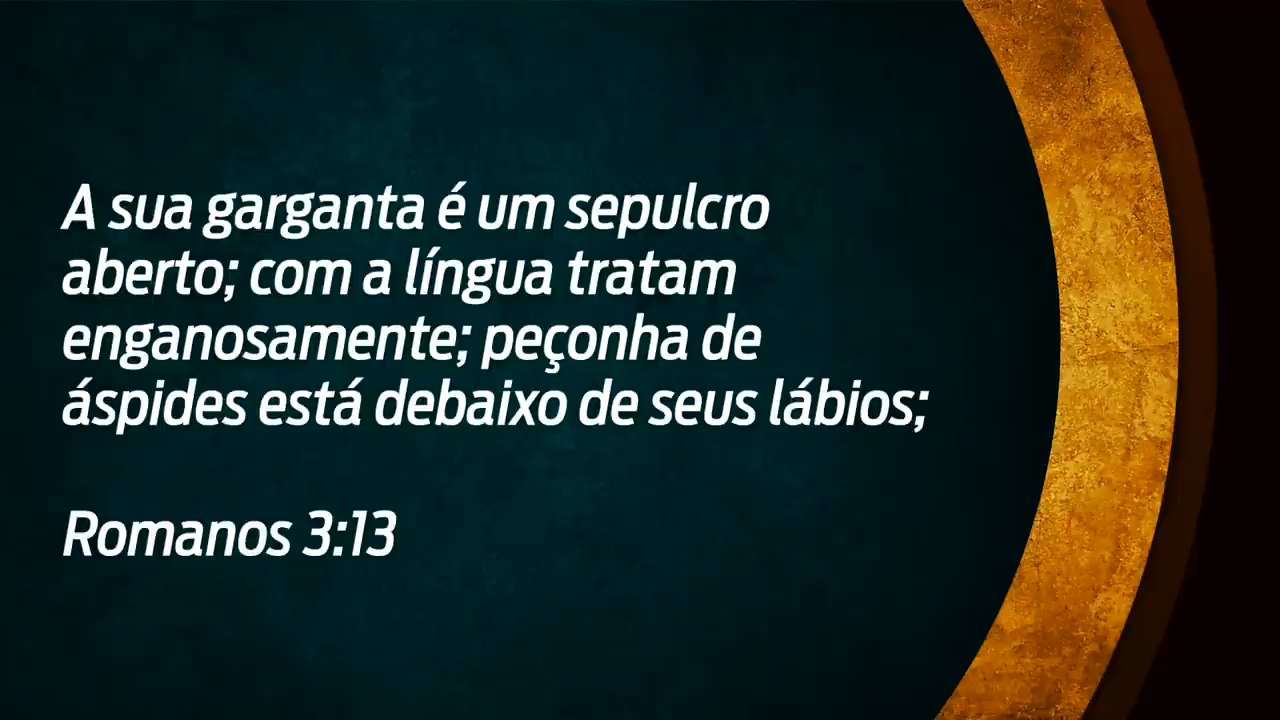 A sua garganta é um sepulcro
aberto; com a língua tratam
enganosamente; peçonha de
áspides está debaixo de seus lábios;
Romanos 3:13